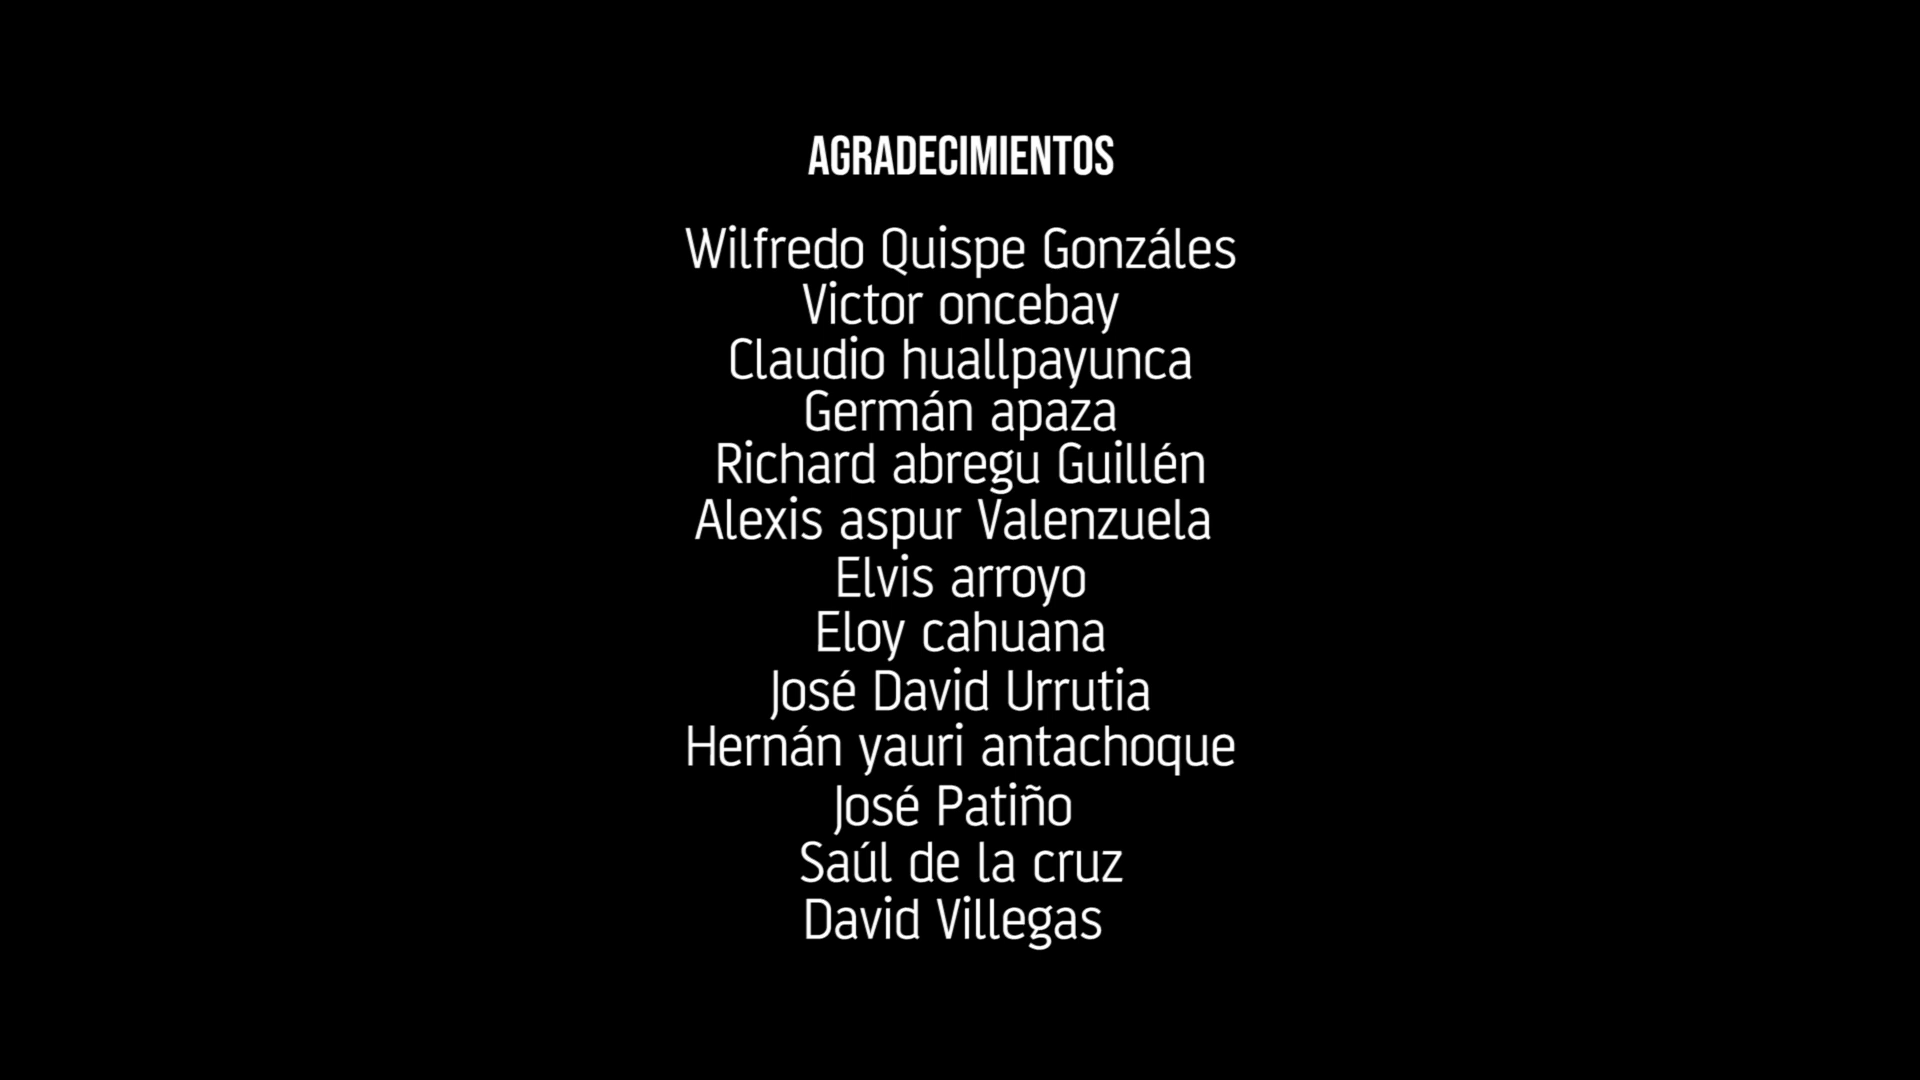 AGRADECIMIENTOS
Wilfredo Quispe Gonzáles
Victor oncebay
Claudio huallpayunca
Germán apaza
Richard abregu Guillén
Alexis aspur Valenzuela
Elvis arroyo
Eloy cahuana
José David Urrutia
Hernán yauri antachoque
José Patiño
Saúl de la cruz
David Villegas